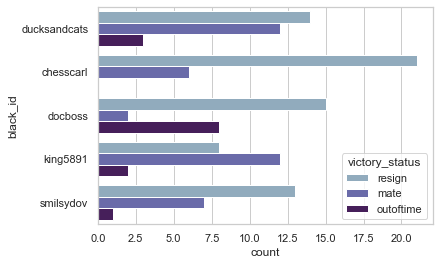 ducksandcats
chesscarl
docboss
king5891
smilsydov
black_id
victory_status
resign
mate
outoftime
0.0 2.5 5.0 7.5 10.0 12.5 15.0 17.5 20.0
count